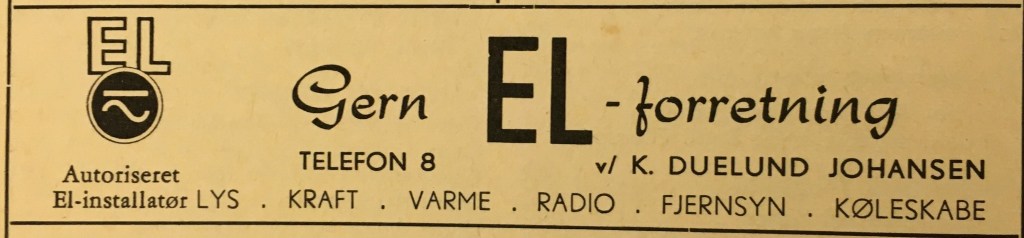 EL
Gern EL-forretning
TELEFON 8
v/ K. DUELUND JOHANSEN
Autoriseret
El-installatør LYS . KRAFT . VARME . RADIO . FJERNSYN . KØLESKABE